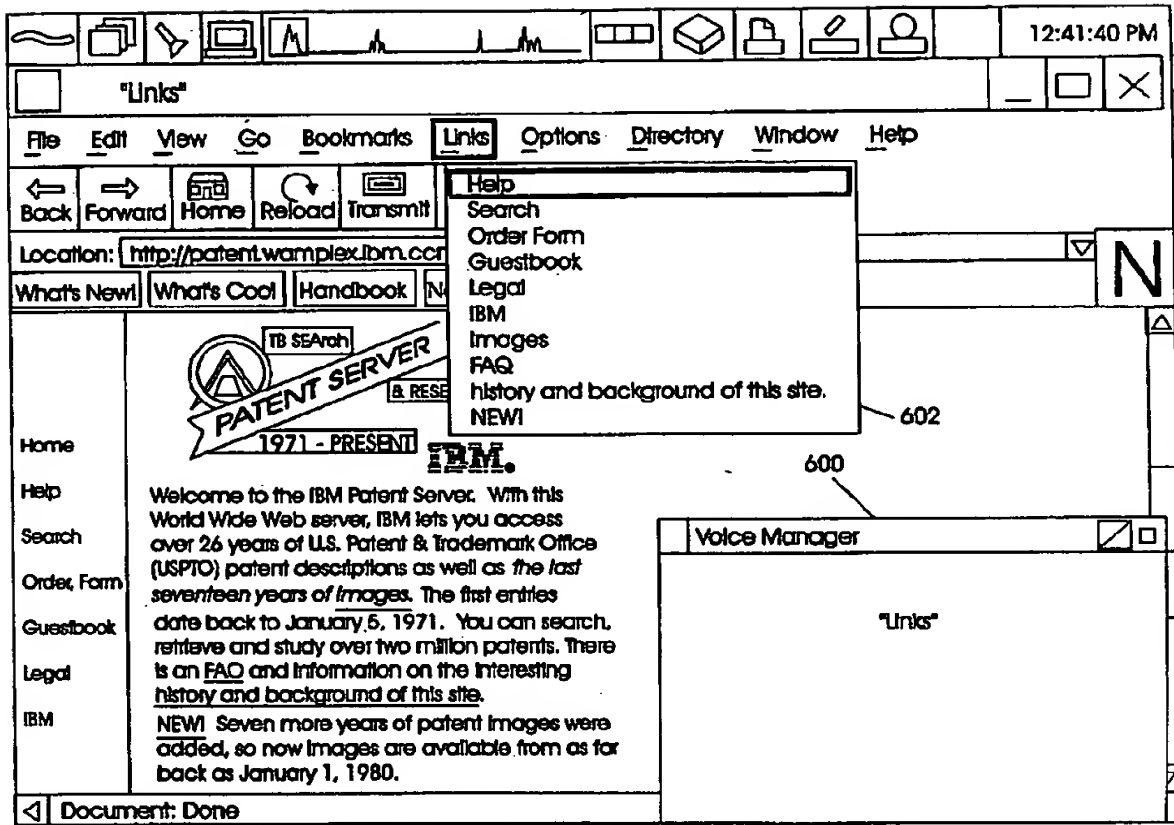 12:41:40 PM
"Links"
File Edit View Go Bookmarks Links Options Directory Window Help
Back Forward Home Reload Transmit
Help
Search
Order Form
Guestbook
Legal
IBM
Images
FAQ
history and background of this site.
NEW!
602
Location: http://patent.womplex.ibm.com
What's New! What's Cool Handbook
N
TB SEArch
PATENT SERVER
& RESE
1971 - PRESENT
IBM.
600
Home
Help
Search
Order, Form
Guestbook
Legal
IBM
Welcome to the IBM Patent Server. With this
World Wide Web server, IBM lets you access
over 26 years of U.S. Patent & Trademark Office
(USPTO) patent descriptions as well as the last
seventeen years of images. The first entries
date back to January 5, 1971. You can search,
retrieve and study over two million patents. There
is an FAQ and information on the interesting
history and background of this site.
NEW! Seven more years of patent images were
added, so now images are available from as far
back as January 1, 1980.
Voice Manager
"Links"
Document: Done